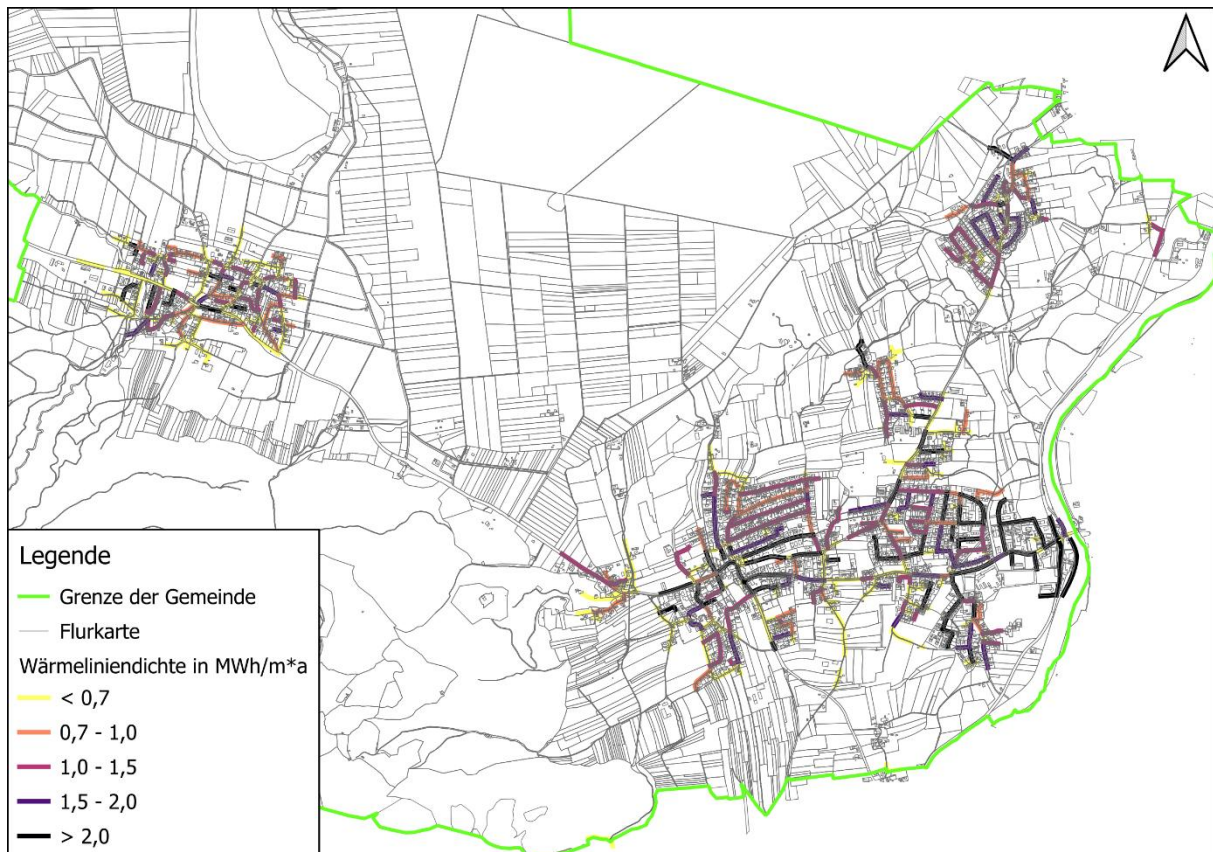 Legende
Grenze der Gemeinde
Flurkarte
Wärmeliniendichte in MWh/m*a
< 0,7
0,7 - 1,0
1,0 - 1,5
1,5 - 2,0
> 2,0